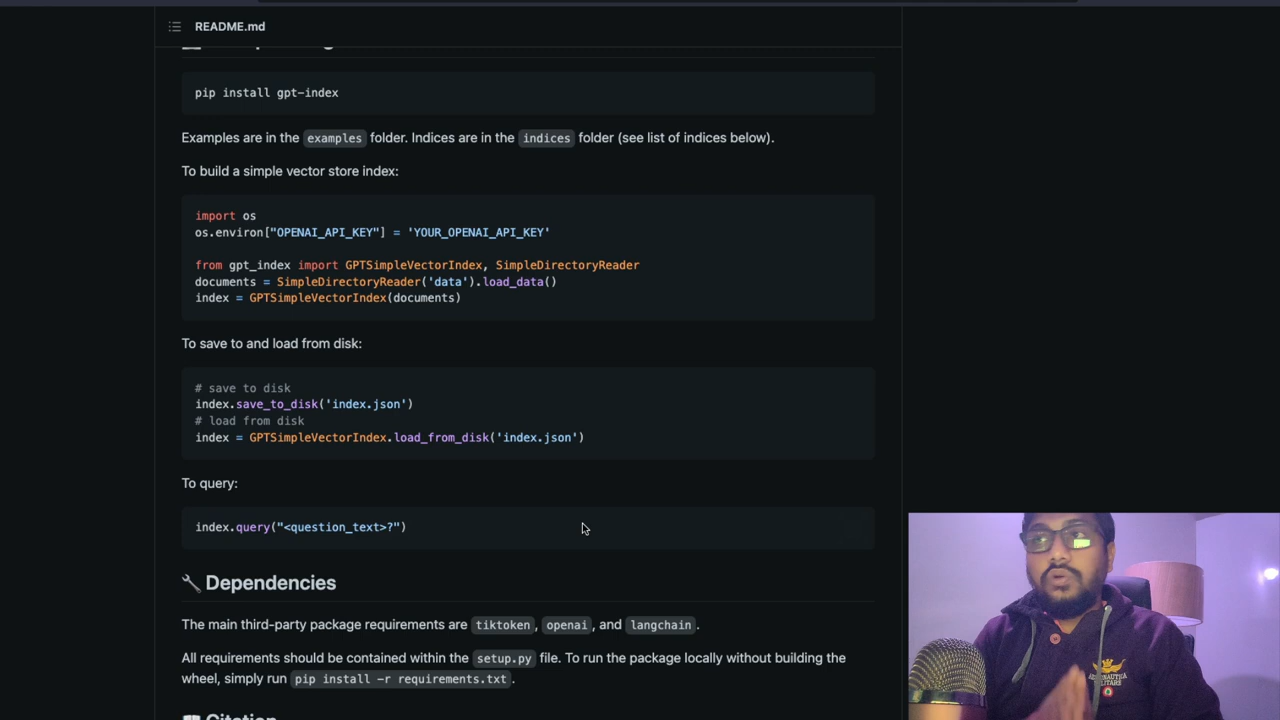 README.md
pip install gpt-index
Examples are in the examples folder. Indices are in the indices folder (see list of indices below).
To build a simple vector store index:
import os
os.environ["OPENAI_API_KEY"] = 'YOUR_OPENAI_API_KEY'
from gpt_index import GPTSimpleVectorIndex, SimpleDirectoryReader
documents = SimpleDirectoryReader('data').load_data()
index = GPTSimpleVectorIndex(documents)
To save to and load from disk:
# save to disk
index.save_to_disk('index.json')
# load from disk
index = GPTSimpleVectorIndex.load_from_disk('index.json')
To query:
index.query("<question_text>?")
🔧 Dependencies
The main third-party package requirements are tiktoken, openai, and langchain.
All requirements should be contained within the setup.py file. To run the package locally without building the
wheel, simply run pip install -r requirements.txt.
Citation